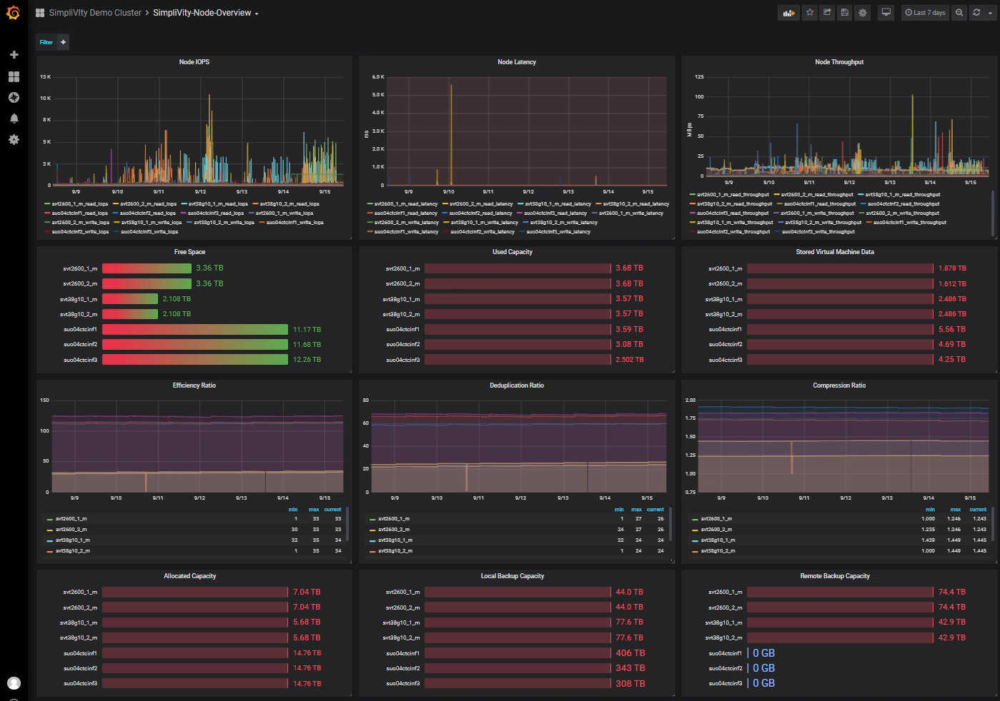 SimpliVIty Demo Cluster > SimpliVity-Node-Overview
Last 7 days
Filter +
Node IOPS
13 K
10 K
8 K
5 K
3 K
0
9/9 9/10 9/11 9/12 9/13 9/14 9/15
svt2600_1_m_read_iops svt2600_2_m_read_iops svt38g10_1_m_read_iops svt38g10_2_m_read_iops
suo04ctcinf1_read_iops suo04ctcinf2_read_iops suo04ctcinf3_read_iops svt2600_1_m_write_iops
svt2600_2_m_write_iops svt38g10_1_m_write_iops svt38g10_2_m_write_iops suo04ctcinf1_write_iops
suo04ctcinf2_write_iops suo04ctcinf3_write_iops
Node Latency
6.0 K
5.0 K
4.0 K
3.0 K
2.0 K
1.0 K
0
ms
9/9 9/10 9/11 9/12 9/13 9/14 9/15
svt2600_1_m_read_latency svt2600_2_m_read_latency svt38g10_1_m_read_latency svt38g10_2_m_read_latency
suo04ctcinf1_read_latency suo04ctcinf2_read_latency suo04ctcinf3_read_latency svt2600_1_m_write_latency
svt2600_2_m_write_latency svt38g10_1_m_write_latency svt38g10_2_m_write_latency
suo04ctcinf1_write_latency suo04ctcinf2_write_latency suo04ctcinf3_write_latency
Node Throughput
125
100
75
50
25
0
MBps
9/9 9/10 9/11 9/12 9/13 9/14 9/15
svt2600_1_m_read_throughput svt2600_2_m_read_throughput svt38g10_1_m_read_throughput
svt38g10_2_m_read_throughput suo04ctcinf1_read_throughput suo04ctcinf2_read_throughput
suo04ctcinf3_read_throughput svt2600_1_m_write_throughput svt2600_2_m_write_throughput
svt38g10_1_m_write_throughput svt38g10_2_m_write_throughput suo04ctcinf1_write_throughput
suo04ctcinf2_write_throughput suo04ctcinf3_write_throughput
Free Space
svt2600_1_m 3.36 TB
svt2600_2_m 3.36 TB
svt38g10_1_m 2.108 TB
svt38g10_2_m 2.108 TB
suo04ctcinf1 11.17 TB
suo04ctcinf2 11.68 TB
suo04ctcinf3 12.26 TB
Used Capacity
svt2600_1_m 3.68 TB
svt2600_2_m 3.68 TB
svt38g10_1_m 3.57 TB
svt38g10_2_m 3.57 TB
suo04ctcinf1 3.59 TB
suo04ctcinf2 3.08 TB
suo04ctcinf3 2.502 TB
Stored Virtual Machine Data
svt2600_1_m 1.878 TB
svt2600_2_m 1.612 TB
svt38g10_1_m 2.486 TB
svt38g10_2_m 2.486 TB
suo04ctcinf1 5.56 TB
suo04ctcinf2 4.69 TB
suo04ctcinf3 4.25 TB
Efficiency Ratio
150
100
50
0
9/9 9/10 9/11 9/12 9/13 9/14 9/15
min max current
svt2600_1_m 1 33 33
svt2600_2_m 30 33 33
svt38g10_1_m 32 35 34
svt38g10_2_m 1 35 34
Deduplication Ratio
80
60
40
20
0
9/9 9/10 9/11 9/12 9/13 9/14 9/15
min max current
svt2600_1_m 1 27 26
svt2600_2_m 24 27 26
svt38g10_1_m 22 24 24
svt38g10_2_m 1 24 24
Compression Ratio
2.00
1.75
1.50
1.25
1.00
0.75
9/9 9/10 9/11 9/12 9/13 9/14 9/15
min max current
svt2600_1_m 1.000 1.246 1.243
svt2600_2_m 1.235 1.246 1.243
svt38g10_1_m 1.439 1.449 1.445
svt38g10_2_m 1.000 1.449 1.445
Allocated Capacity
svt2600_1_m 7.04 TB
svt2600_2_m 7.04 TB
svt38g10_1_m 5.68 TB
svt38g10_2_m 5.68 TB
suo04ctcinf1 14.76 TB
suo04ctcinf2 14.76 TB
suo04ctcinf3 14.76 TB
Local Backup Capacity
svt2600_1_m 44.0 TB
svt2600_2_m 44.0 TB
svt38g10_1_m 77.6 TB
svt38g10_2_m 77.6 TB
suo04ctcinf1 406 TB
suo04ctcinf2 343 TB
suo04ctcinf3 308 TB
Remote Backup Capacity
svt2600_1_m 74.4 TB
svt2600_2_m 74.4 TB
svt38g10_1_m 42.9 TB
svt38g10_2_m 42.9 TB
suo04ctcinf1 0 GB
suo04ctcinf2 0 GB
suo04ctcinf3 0 GB